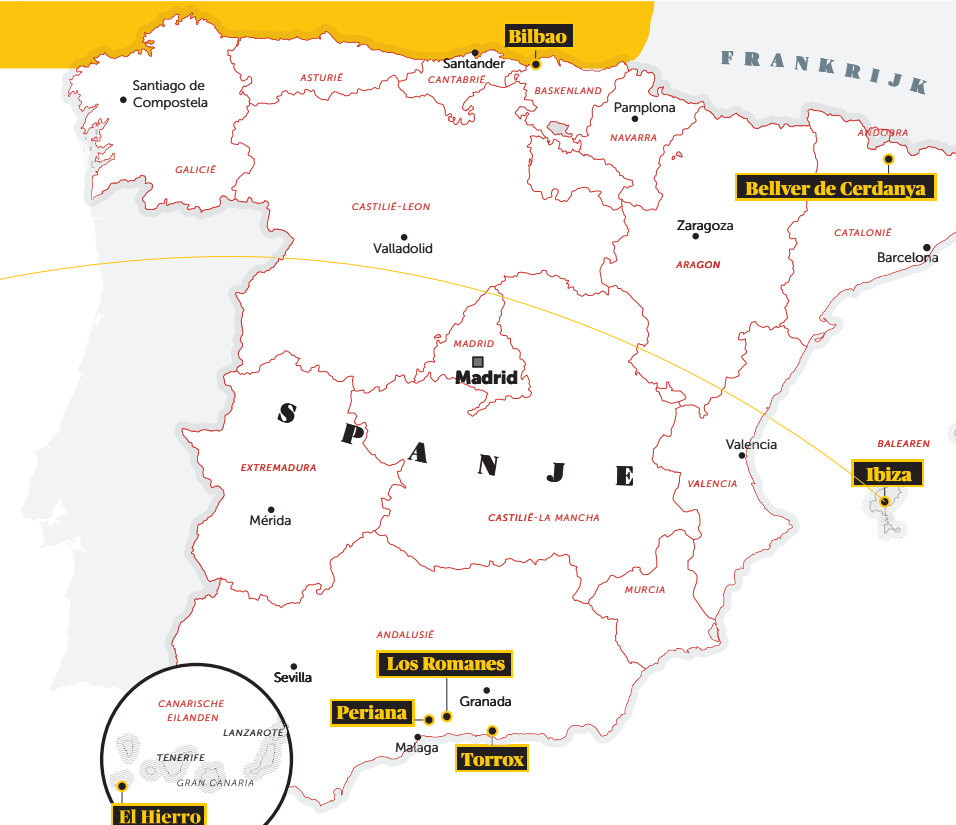 Bilbao
FRANKRIJK
Santander
ASTURIË
CANTABRIË
Santiago de
Compostela
BASKENLAND
Pamplona
NAVARRA
ANDORRA
GALICIË
Bellver de Cerdanya
CASTILIË-LEON
Zaragoza
CATALONIË
Valladolid
Barcelona
ARAGON
MADRID
Madrid
SPANJE
Valencia
BALEAREN
EXTREMADURA
Ibiza
VALENCIA
Mérida
CASTILIË-LA MANCHA
MURCIA
ANDALUSIË
Los Romanes
Sevilla
Granada
CANARISCHE
EILANDEN
Periana
LANZAROTE
Malaga
TENERIFE
Torrox
GRAN CANARIA
El Hierro